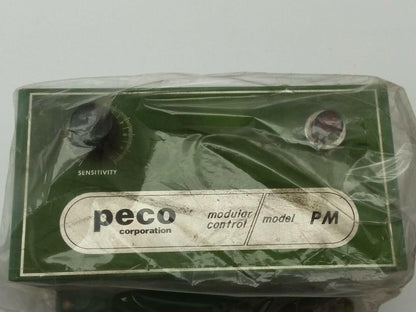 SENSITIVITY
peco
corporation
modular
control
model PM